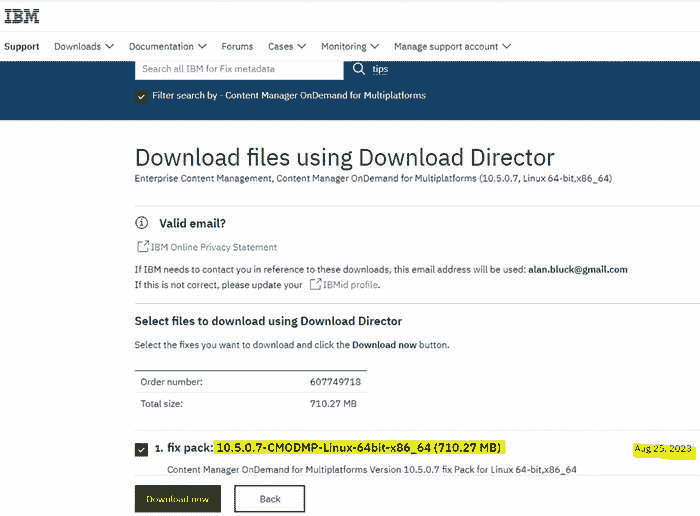 IBM
Support Downloads Documentation Forums Cases Monitoring Manage support account
Search all IBM for Fix metadata tips
Filter search by - Content Manager OnDemand for Multiplatforms
Download files using Download Director
Enterprise Content Management, Content Manager OnDemand for Multiplatforms (10.5.0.7, Linux 64-bit,x86_64)
Valid email?
IBM Online Privacy Statement
If IBM needs to contact you in reference to these downloads, this email address will be used: alan.bluck@gmail.com
If this is not correct, please update your IBMid profile.
Select files to download using Download Director
Select the fixes you want to download and click the Download now button.
Order number: 607749718
Total size: 710.27 MB
1. fix pack: 10.5.0.7-CMODMP-Linux-64bit-x86_64 (710.27 MB) Aug 25, 2023
Content Manager OnDemand for Multiplatforms Version 10.5.0.7 fix Pack for Linux 64-bit,x86_64
Download now Back